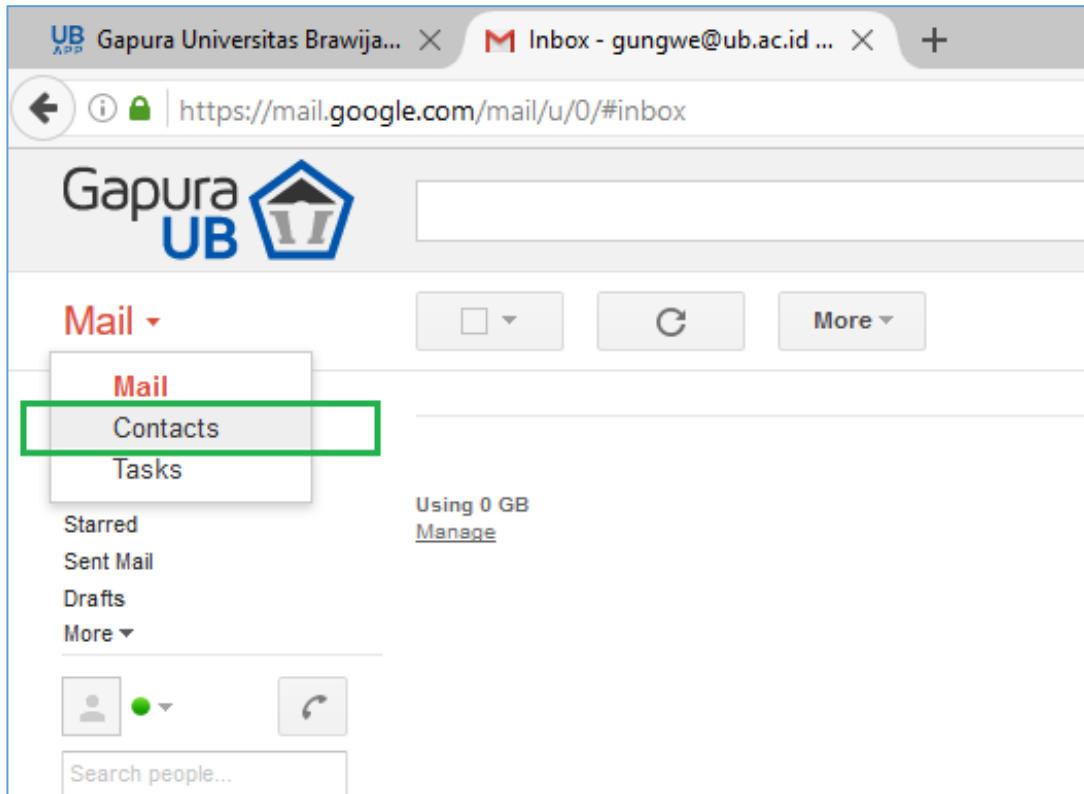 UB APP Gapura Universitas Brawija... Inbox - gungwe@ub.ac.id ...
https://mail.google.com/mail/u/0/#inbox
Gapura
UB
Mail More
Mail
Contacts
Tasks
Using 0 GB
Manage
Starred
Sent Mail
Drafts
More
Search people...